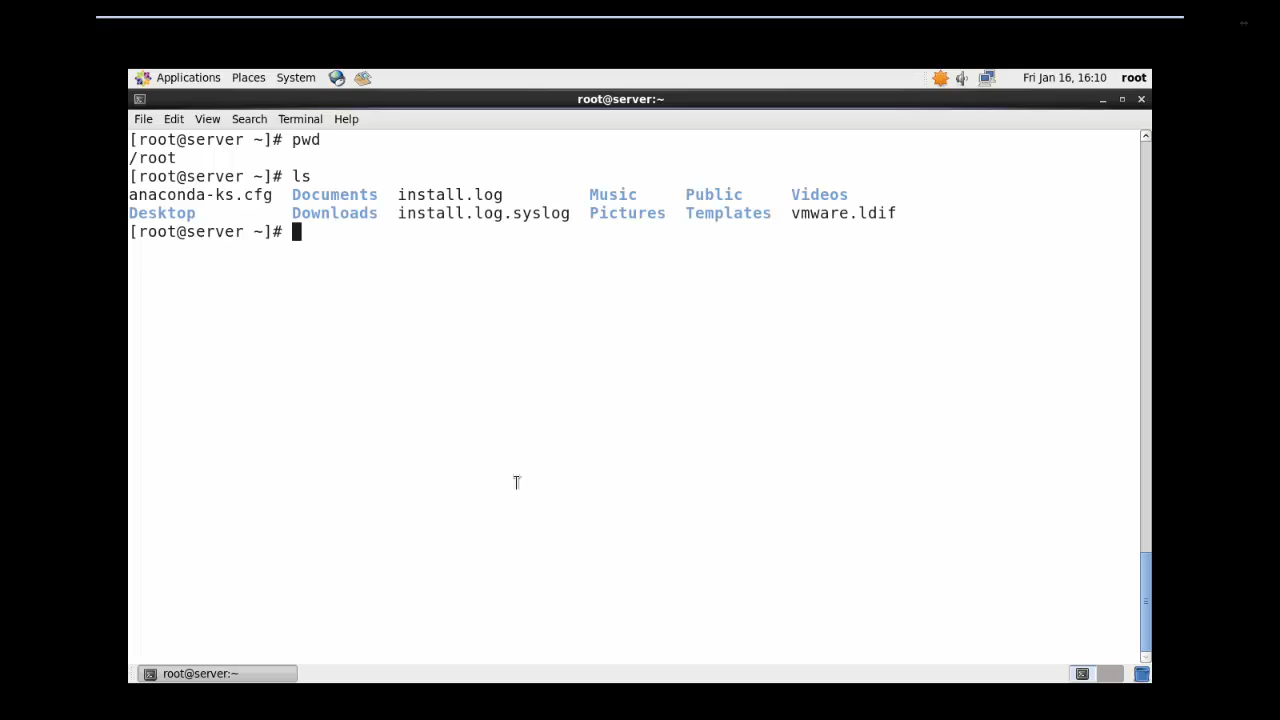 Applications Places System Fri Jan 16, 16:10 root
root@server:~
File Edit View Search Terminal Help
[root@server ~]# pwd
/root
[root@server ~]# ls
anaconda-ks.cfg Documents install.log Music Public Videos
Desktop Downloads install.log.syslog Pictures Templates vmware.ldif
[root@server ~]#
root@server:~